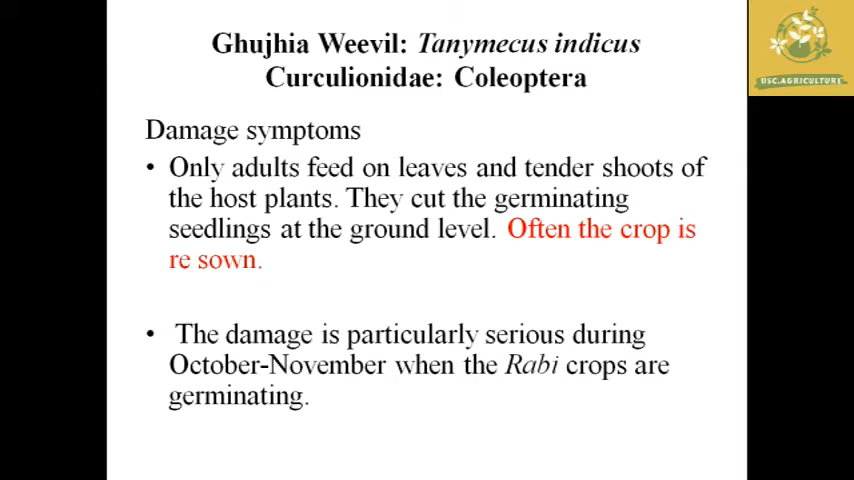 Ghujhia Weevil: Tanymecus indicus
Curculionidae: Coleoptera
BSC.AGRICULTURE
Damage symptoms
• Only adults feed on leaves and tender shoots of
the host plants. They cut the germinating
seedlings at the ground level. Often the crop is
re sown.
• The damage is particularly serious during
October-November when the Rabi crops are
germinating.